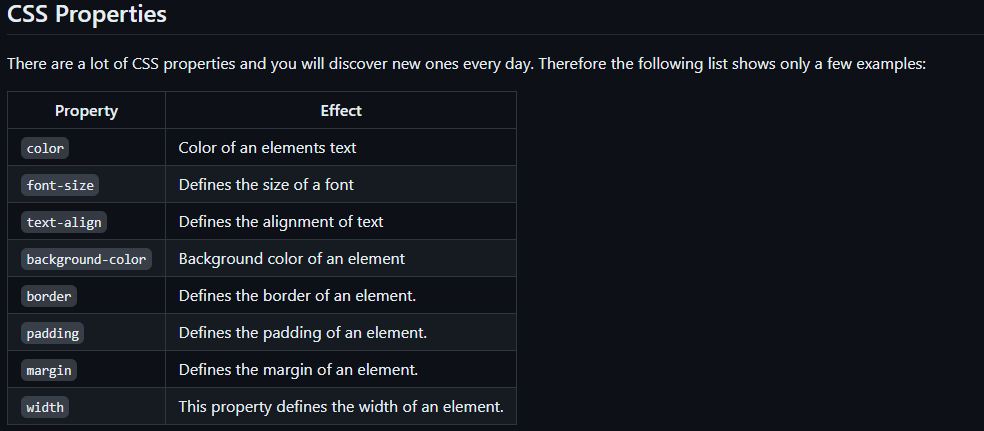 CSS Properties
There are a lot of CSS properties and you will discover new ones every day. Therefore the following list shows only a few examples:
Property Effect
color Color of an elements text
font-size Defines the size of a font
text-align Defines the alignment of text
background-color Background color of an element
border Defines the border of an element.
padding Defines the padding of an element.
margin Defines the margin of an element.
width This property defines the width of an element.